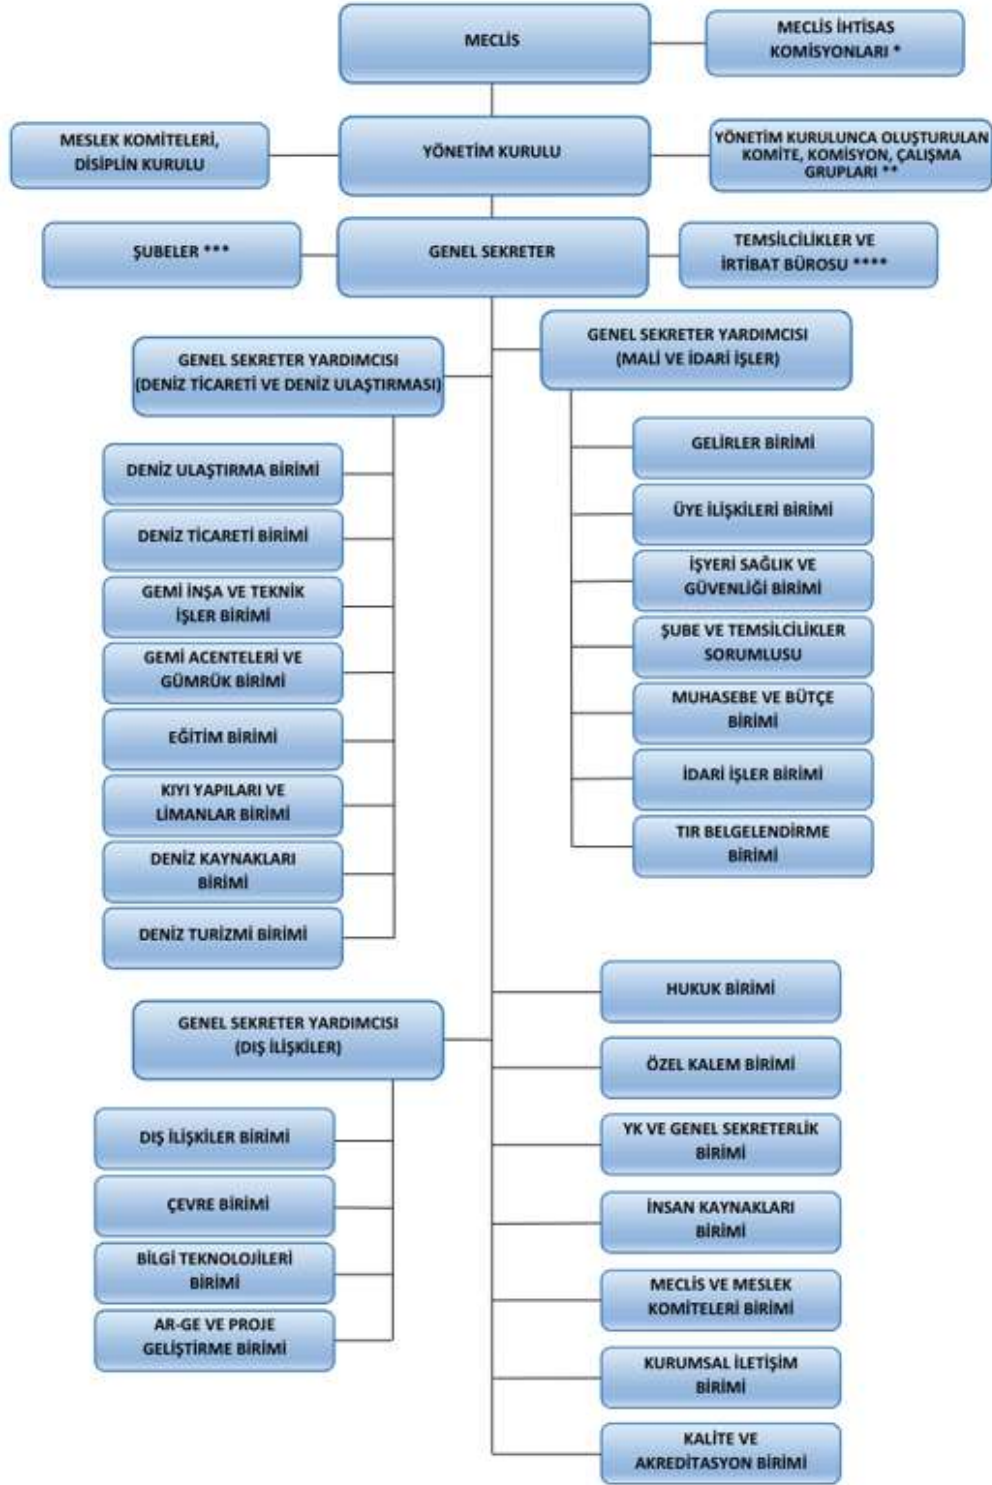 MECLİS
MECLİS İHTİSAS
KOMİSYONLARI *
MESLEK KOMİTELERİ,
DİSİPLİN KURULU
YÖNETİM KURULU
YÖNETİM KURULUNCA OLUŞTURULAN
KOMİTE, KOMİSYON, ÇALIŞMA
GRUPLARI **
ŞUBELER ***
GENEL SEKRETER
TEMSİLCİLİKLER VE
İRTİBAT BÜROSU ****
GENEL SEKRETER YARDIMCISI
(DENİZ TİCARETİ VE DENİZ ULAŞTIRMASI)
DENİZ ULAŞTIRMA BİRİMİ
DENİZ TİCARETİ BİRİMİ
GEMİ İNŞA VE TEKNİK
İŞLER BİRİMİ
GEMİ ACENTELERİ VE
GÜMRÜK BİRİMİ
EĞİTİM BİRİMİ
KIYI YAPILARI VE
LİMANLAR BİRİMİ
DENİZ KAYNAKLARI
BİRİMİ
DENİZ TURİZMİ BİRİMİ
GENEL SEKRETER YARDIMCISI
(MALİ VE İDARİ İŞLER)
GELİRLER BİRİMİ
ÜYE İLİŞKİLERİ BİRİMİ
İŞYERİ SAĞLIK VE
GÜVENLİĞİ BİRİMİ
ŞUBE VE TEMSİLCİLİKLER
SORUMLUSU
MUHASEBE VE BÜTÇE
BİRİMİ
İDARİ İŞLER BİRİMİ
TIR BELGELENDİRME
BİRİMİ
GENEL SEKRETER YARDIMCISI
(DIŞ İLİŞKİLER)
DIŞ İLİŞKİLER BİRİMİ
ÇEVRE BİRİMİ
BİLGİ TEKNOLOJİLERİ
BİRİMİ
AR-GE VE PROJE
GELİŞTİRME BİRİMİ
HUKUK BİRİMİ
ÖZEL KALEM BİRİMİ
YK VE GENEL SEKRETERLİK
BİRİMİ
İNSAN KAYNAKLARI
BİRİMİ
MECLİS VE MESLEK
KOMİTELERİ BİRİMİ
KURUMSAL İLETİŞİM
BİRİMİ
KALİTE VE
AKREDİTASYON BİRİMİ